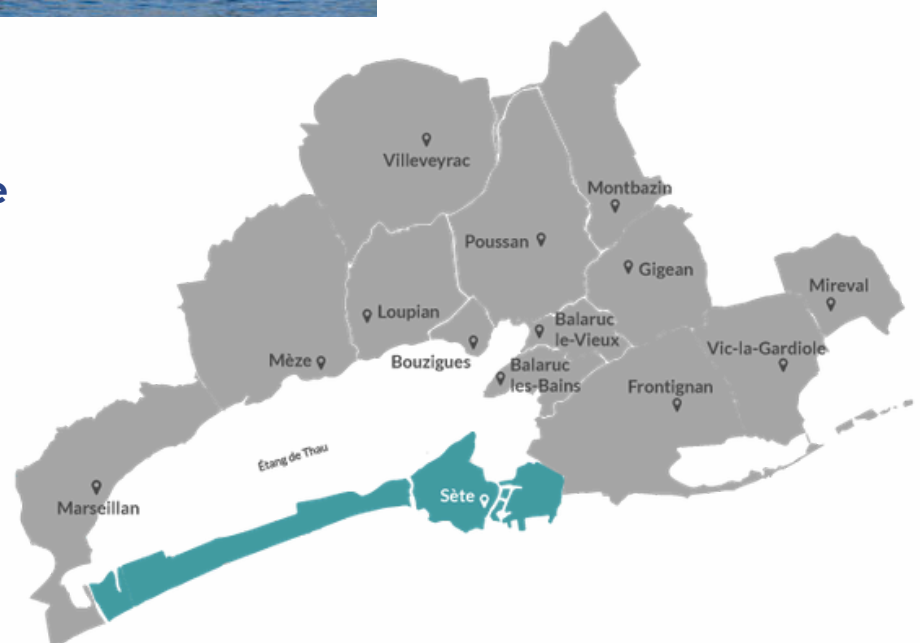 e
Villeveyrac
Montbazin
Poussan
Gigean
Mireval
Loupian
Balaruc
le-Vieux
Vic-la-Gardiole
Mèze
Bouzigues
Balaruc
les-Bains
Frontignan
Étang de Thau
Sète
Marseillan